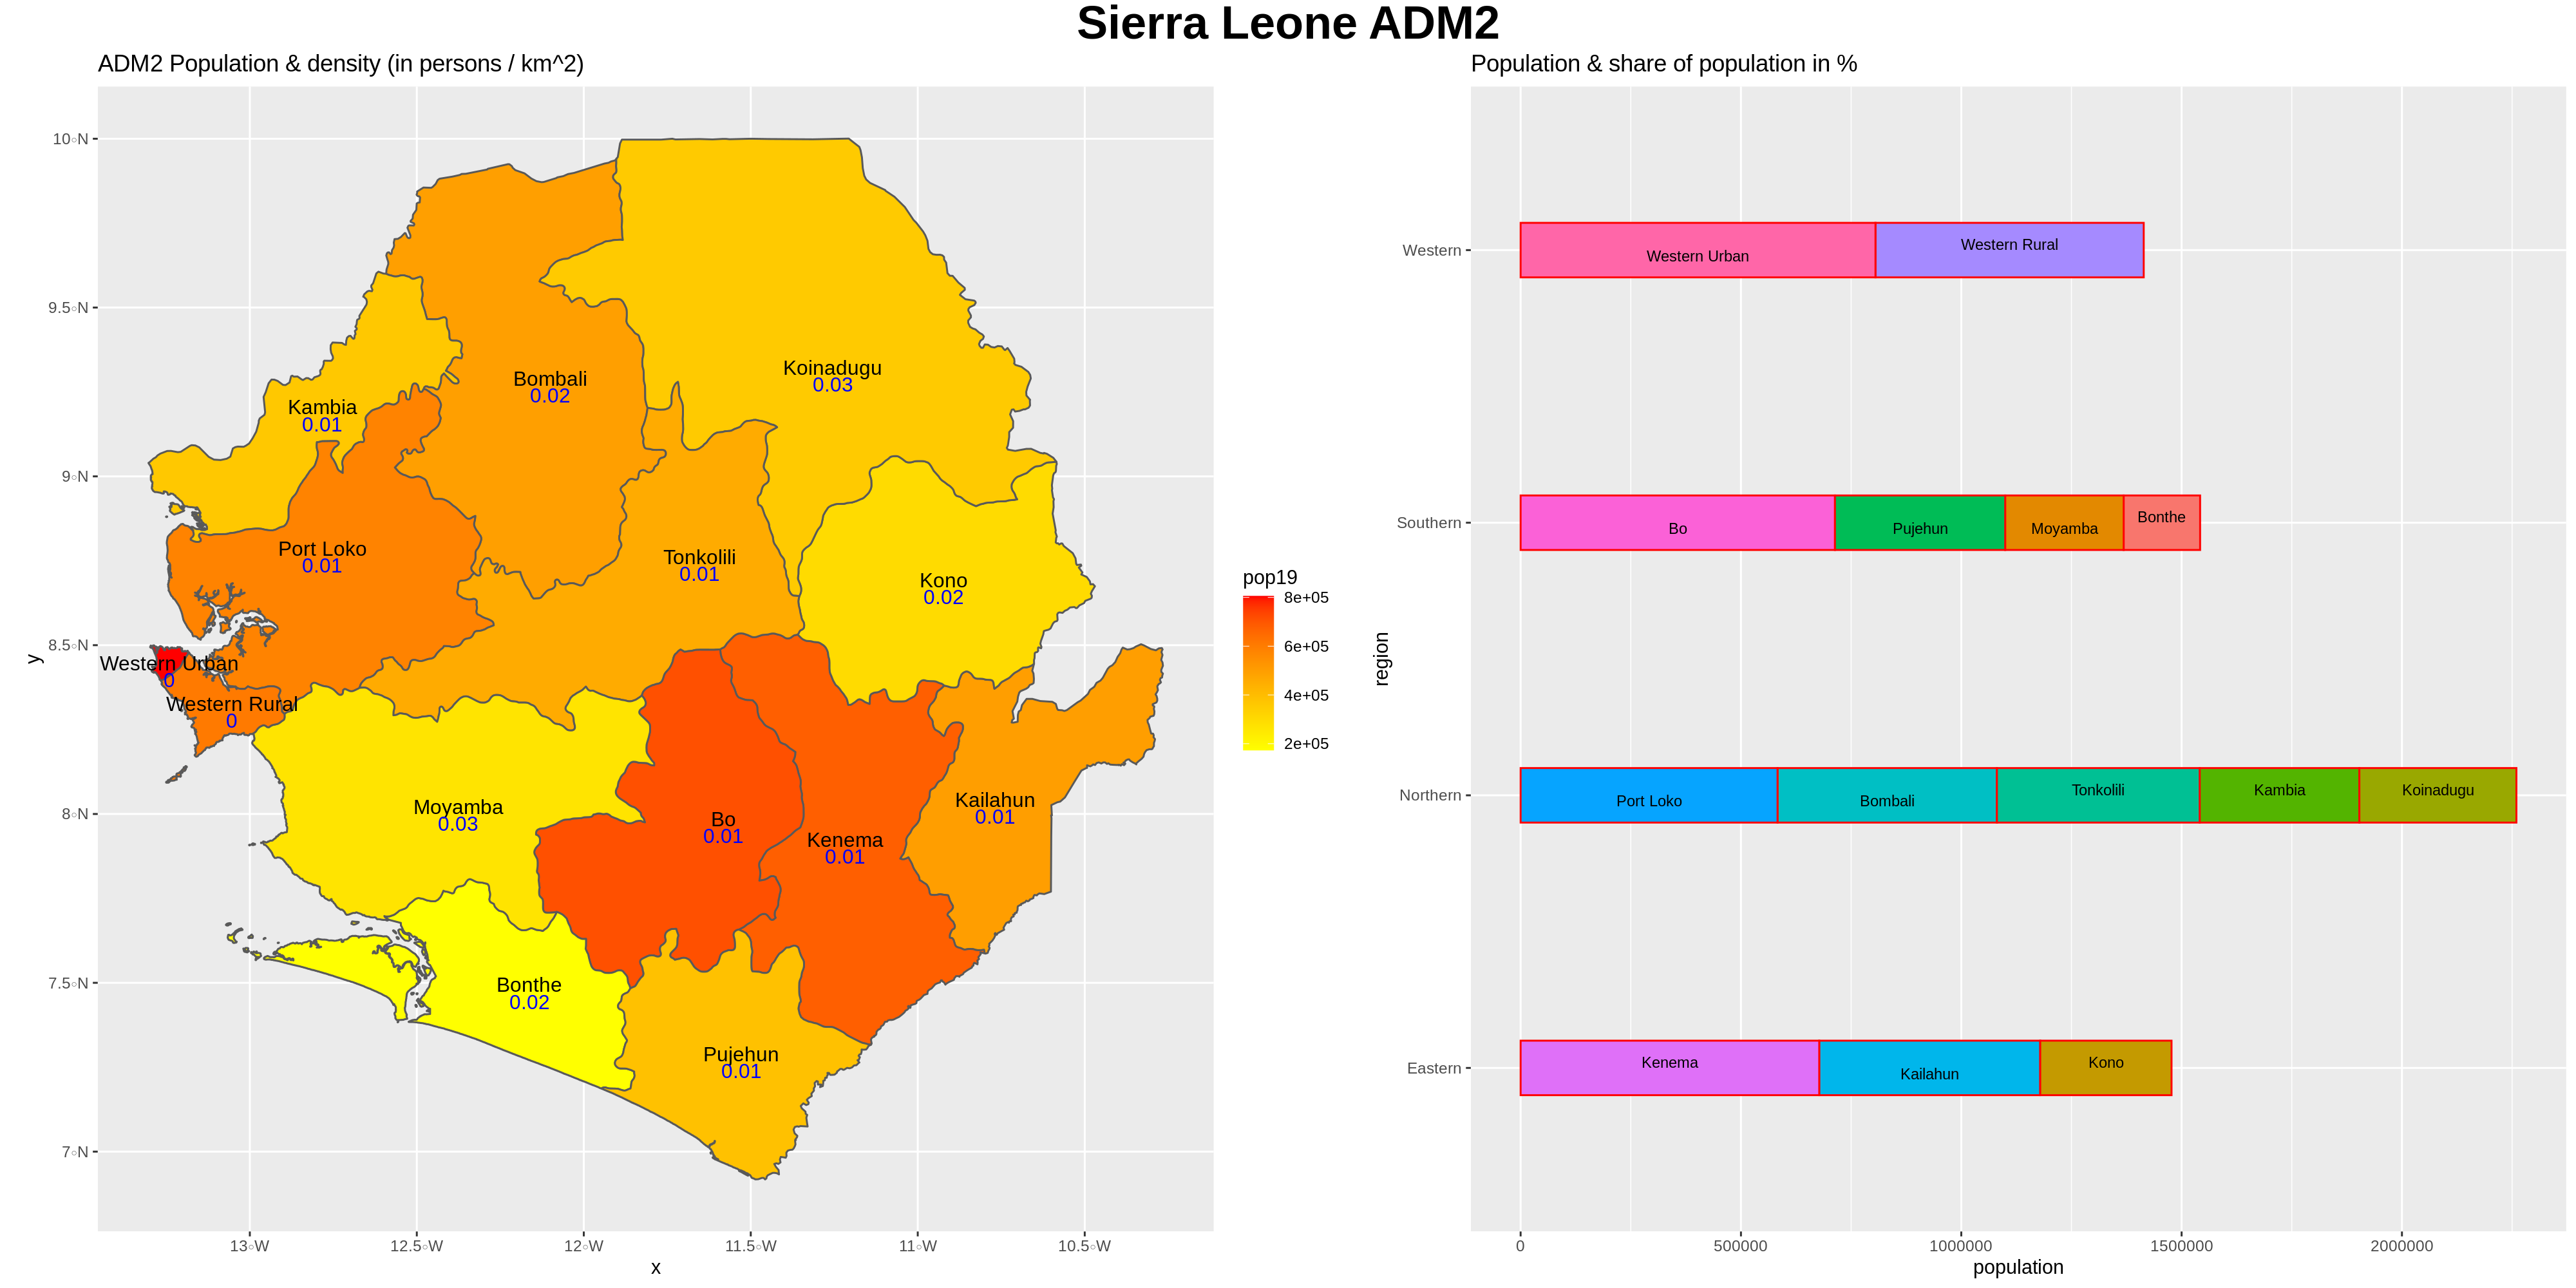 Sierra Leone ADM2
ADM2 Population & density (in persons / km^2)
10◦N
9.5◦N
9◦N
8.5◦N
8◦N
7.5◦N
7◦N
y
13◦W
12.5◦W
12◦W
11.5◦W
11◦W
10.5◦W
x
Koinadugu
0.03
Bombali
0.02
Kambia
0.01
Port Loko
0.01
Tonkolili
0.01
Kono
0.02
Western Urban
0
Western Rural
0
Kailahun
0.01
Moyamba
0.03
Bo
0.01
Kenema
0.01
Bonthe
0.02
Pujehun
0.01
pop19
8e+05
6e+05
4e+05
2e+05
Population & share of population in %
region
Western
Western Urban
Western Rural
Southern
Bo
Pujehun
Moyamba
Bonthe
Northern
Port Loko
Bombali
Tonkolili
Kambia
Koinadugu
Eastern
Kenema
Kailahun
Kono
0
500000
1000000
1500000
2000000
population